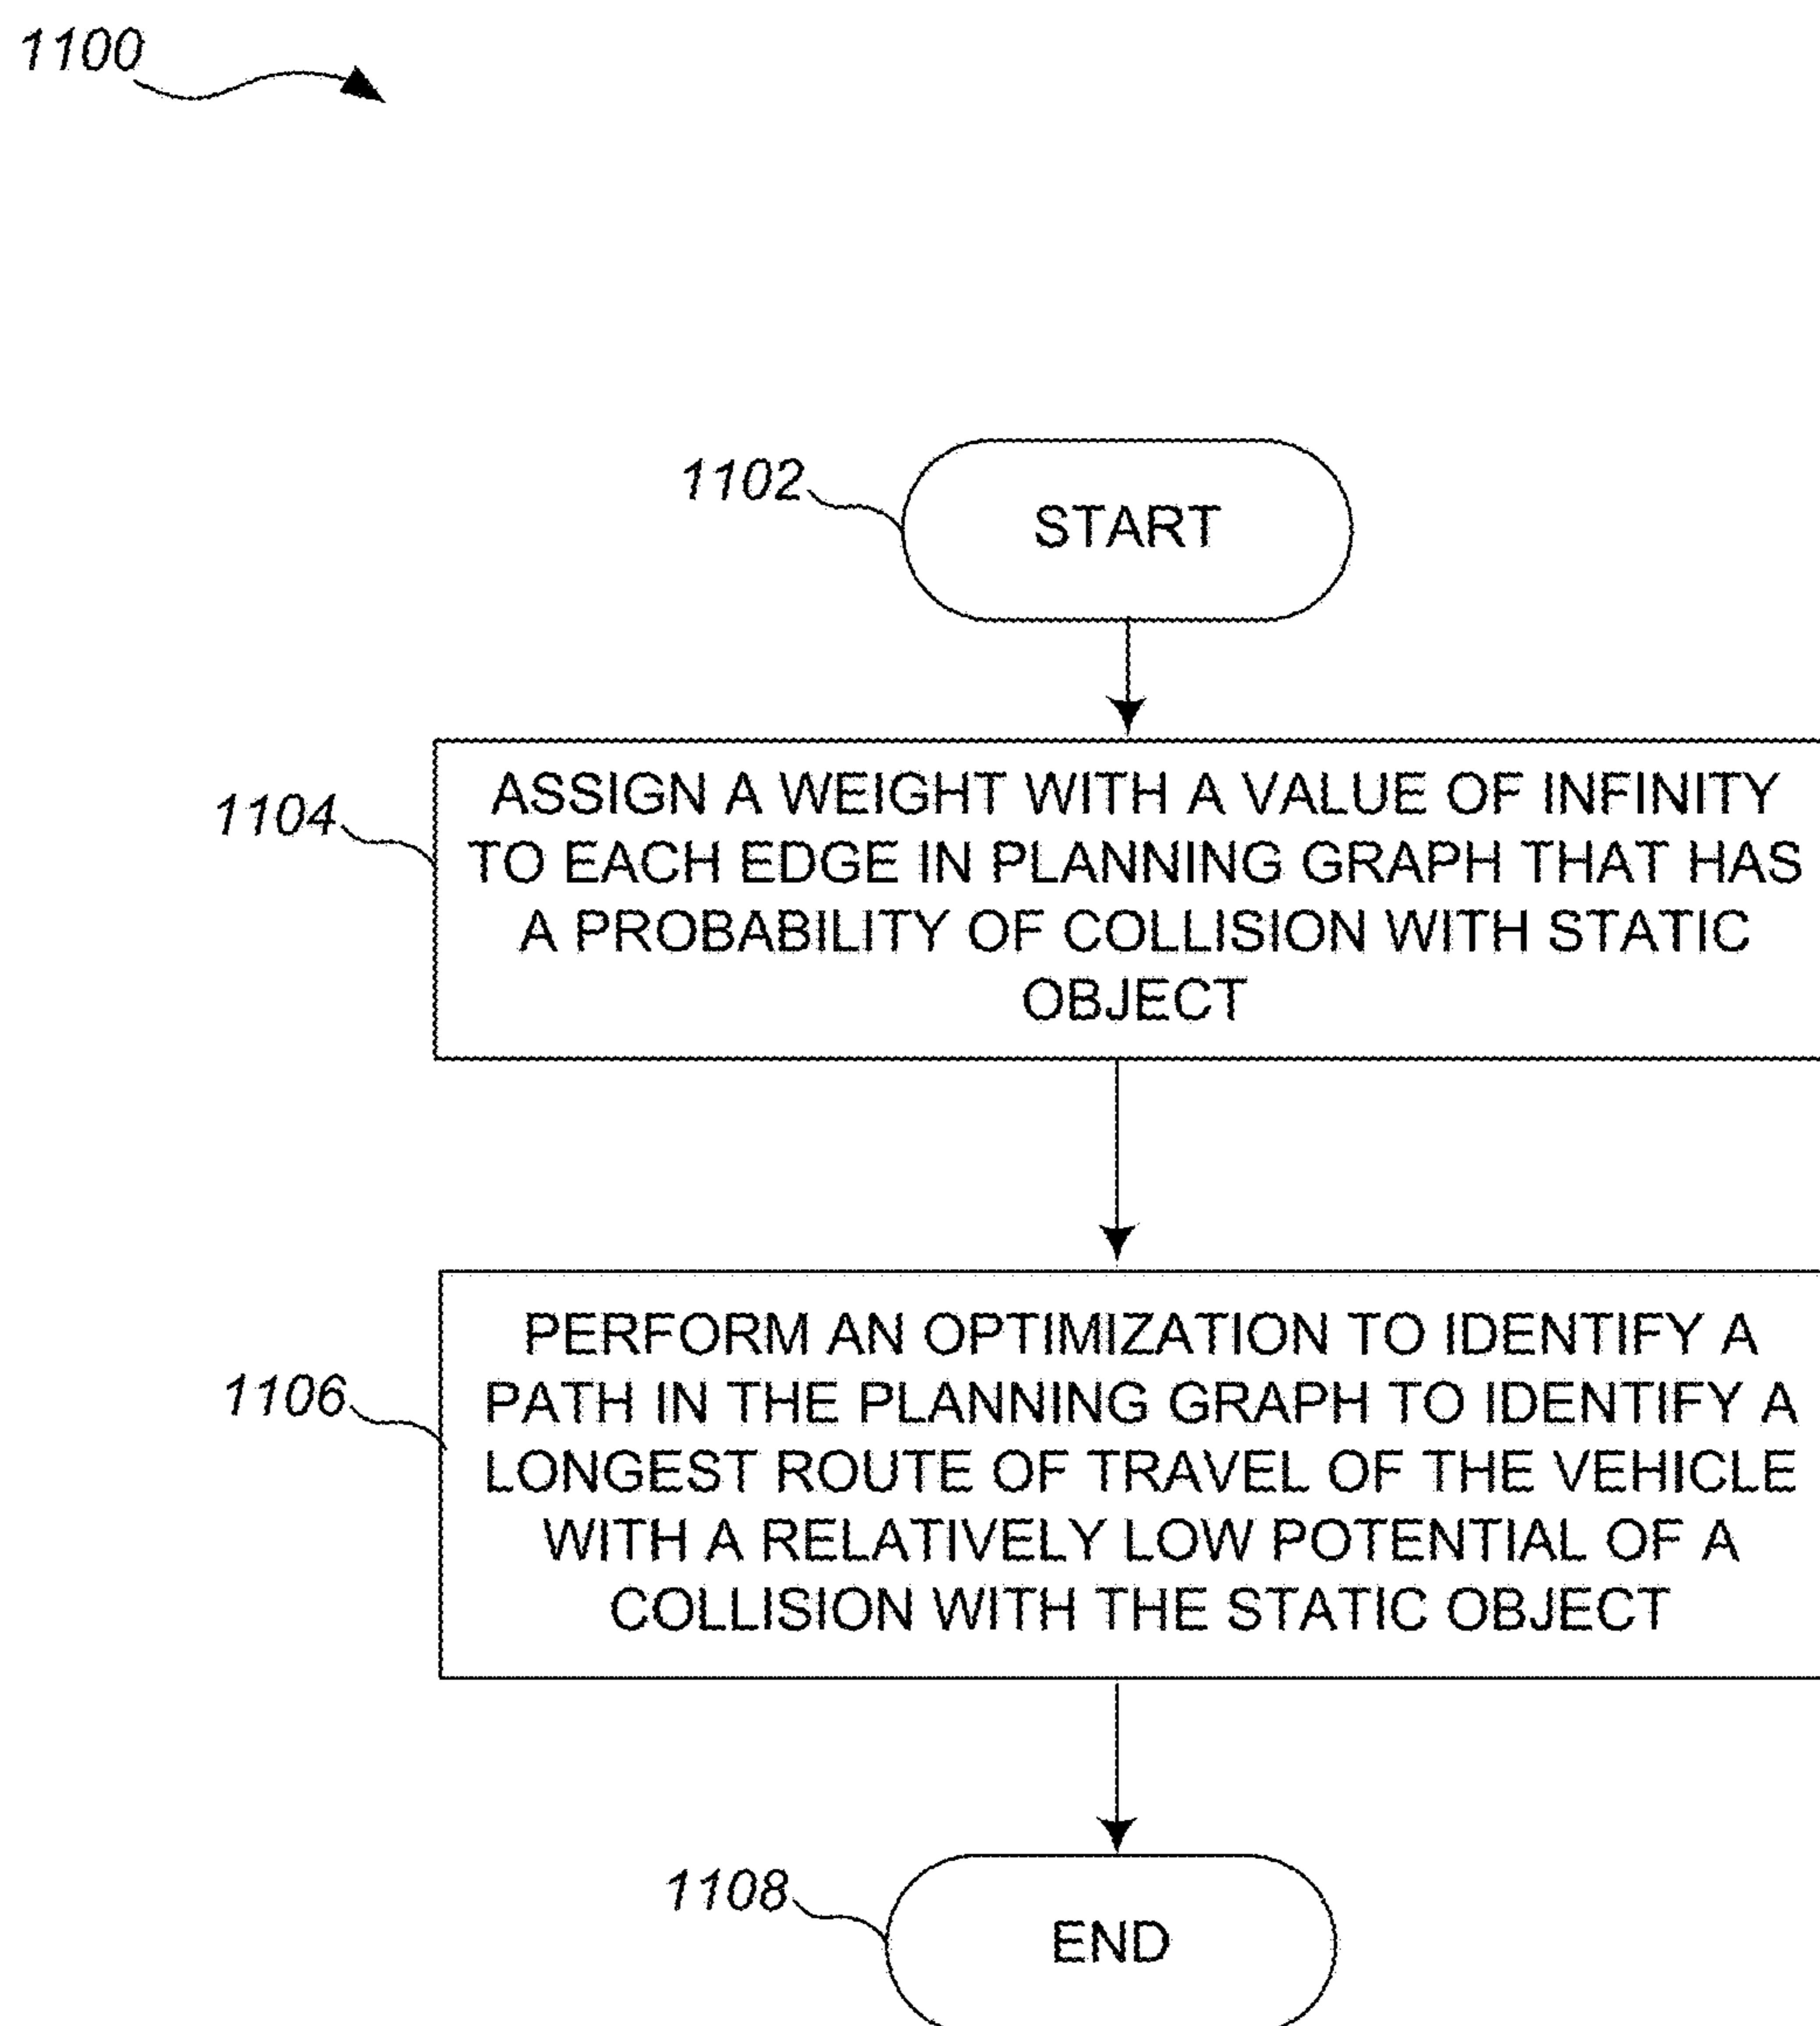 1100
1102
START
1104
ASSIGN A WEIGHT WITH A VALUE OF INFINITY
TO EACH EDGE IN PLANNING GRAPH THAT HAS
A PROBABILITY OF COLLISION WITH STATIC
OBJECT
1106
PERFORM AN OPTIMIZATION TO IDENTIFY A
PATH IN THE PLANNING GRAPH TO IDENTIFY A
LONGEST ROUTE OF TRAVEL OF THE VEHICLE
WITH A RELATIVELY LOW POTENTIAL OF A
COLLISION WITH THE STATIC OBJECT
1108
END